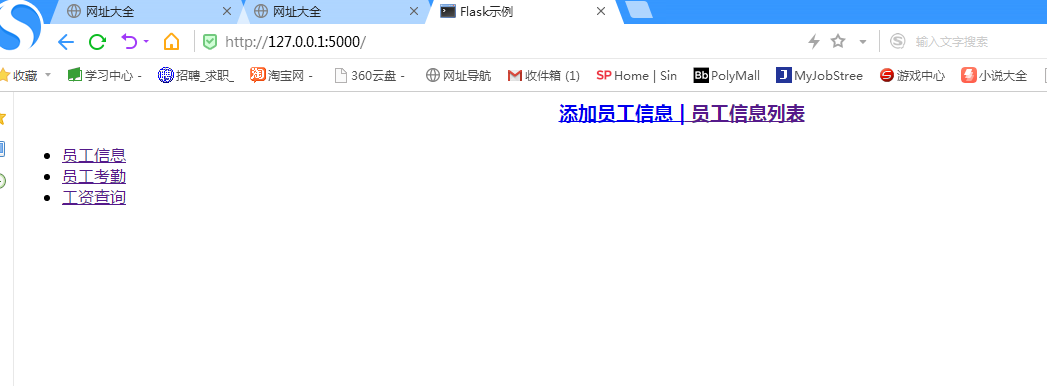 网址大全 网址大全 Flask示例
http://127.0.0.1:5000/ 输入文字搜索
收藏 学习中心 - 招聘_求职_ 淘宝网 - 360云盘 - 网址导航 收件箱 (1) SP Home | Sin Bb PolyMall J MyJobStree 游戏中心 小说大全
添加员工信息 | 员工信息列表
员工信息
员工考勤
工资查询